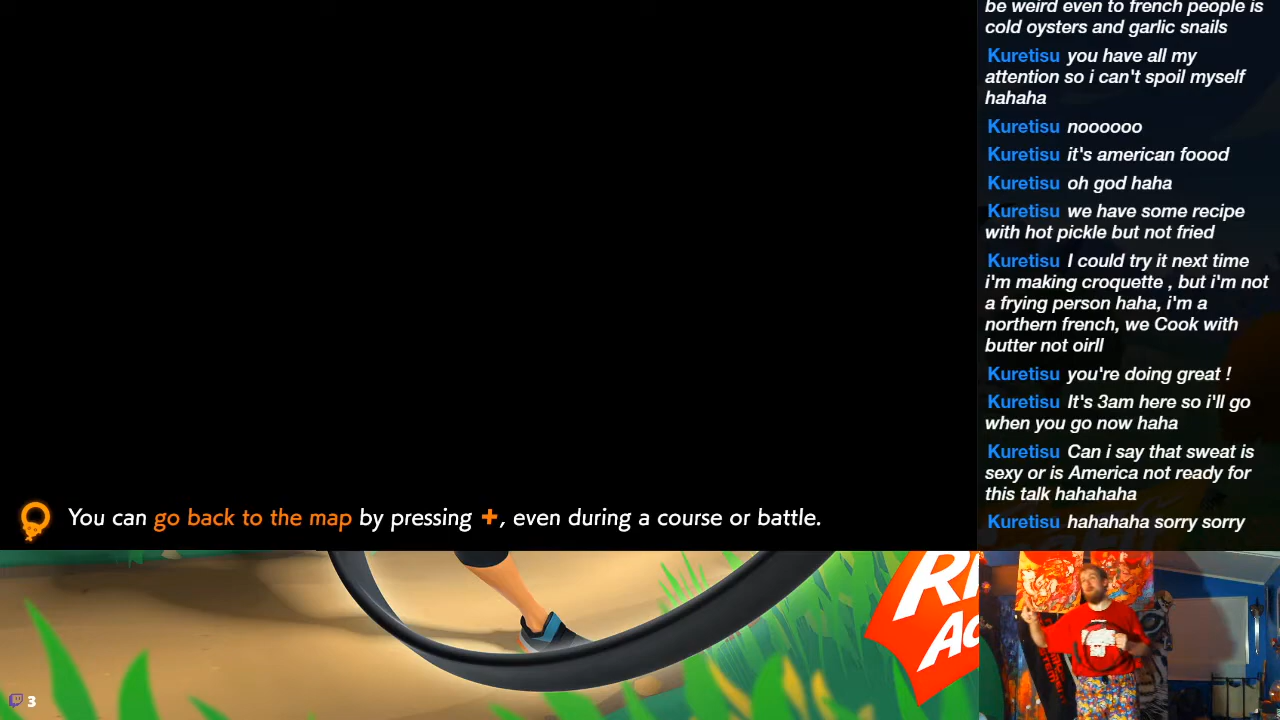 be weird even to french people is
cold oysters and garlic snails
Kuretisu you have all my
attention so i can't spoil myself
hahaha
Kuretisu noooooo
Kuretisu it's american foood
Kuretisu oh god haha
Kuretisu we have some recipe
with hot pickle but not fried
Kuretisu I could try it next time
i'm making croquette , but i'm not
a frying person haha, i'm a
northern french, we Cook with
butter not oirll
Kuretisu you're doing great !
Kuretisu It's 3am here so i'll go
when you go now haha
Kuretisu Can i say that sweat is
sexy or is America not ready for
this talk hahahaha
Kuretisu hahahaha sorry sorry
You can go back to the map by pressing +, even during a course or battle.
3